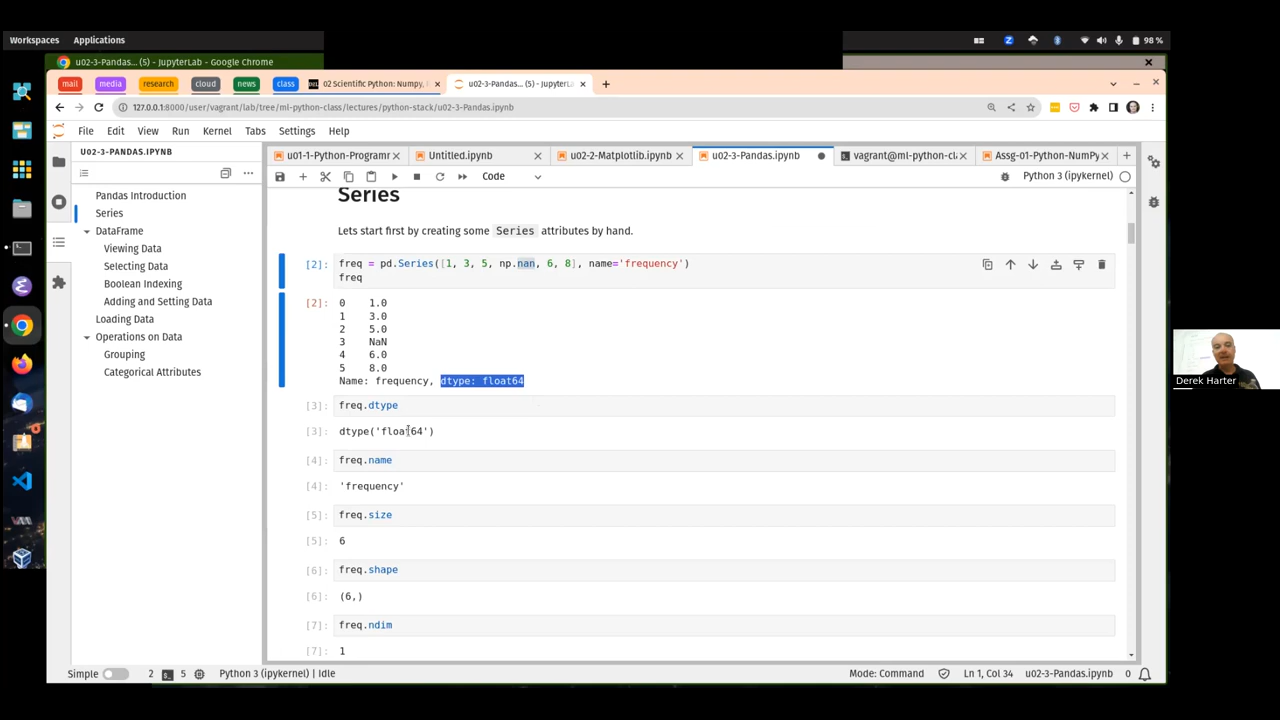 Workspaces Applications 98 %
u02-3-Pandas... (5) - JupyterLab - Google Chrome
mail media research cloud news class 02 Scientific Python: Numpy, u02-3-Pandas... (5) - JupyterLa
127.0.0.1:8000/user/vagrant/lab/tree/ml-python-class/lectures/python-stack/u02-3-Pandas.ipynb
File Edit View Run Kernel Tabs Settings Help
U02-3-PANDAS.IPYNB
Pandas Introduction
Series
DataFrame
Viewing Data
Selecting Data
Boolean Indexing
Adding and Setting Data
Loading Data
Operations on Data
Grouping
Categorical Attributes
u01-1-Python-Programr Untitled.ipynb u02-2-Matplotlib.ipynb u02-3-Pandas.ipynb vagrant@ml-python-cl Assg-01-Python-NumPy
Code Python 3 (ipykernel)
Series
Lets start first by creating some Series attributes by hand.
[2]: freq = pd.Series([1, 3, 5, np.nan, 6, 8], name='frequency')
freq
[2]: 0 1.0
1 3.0
2 5.0
3 NaN
4 6.0
5 8.0
Name: frequency, dtype: float64
[3]: freq.dtype
[3]: dtype('float64')
[4]: freq.name
[4]: 'frequency'
[5]: freq.size
[5]: 6
[6]: freq.shape
[6]: (6,)
[7]: freq.ndim
[7]: 1
Derek Harter
Simple 2 5 Python 3 (ipykernel) | Idle Mode: Command Ln 1, Col 34 u02-3-Pandas.ipynb 0